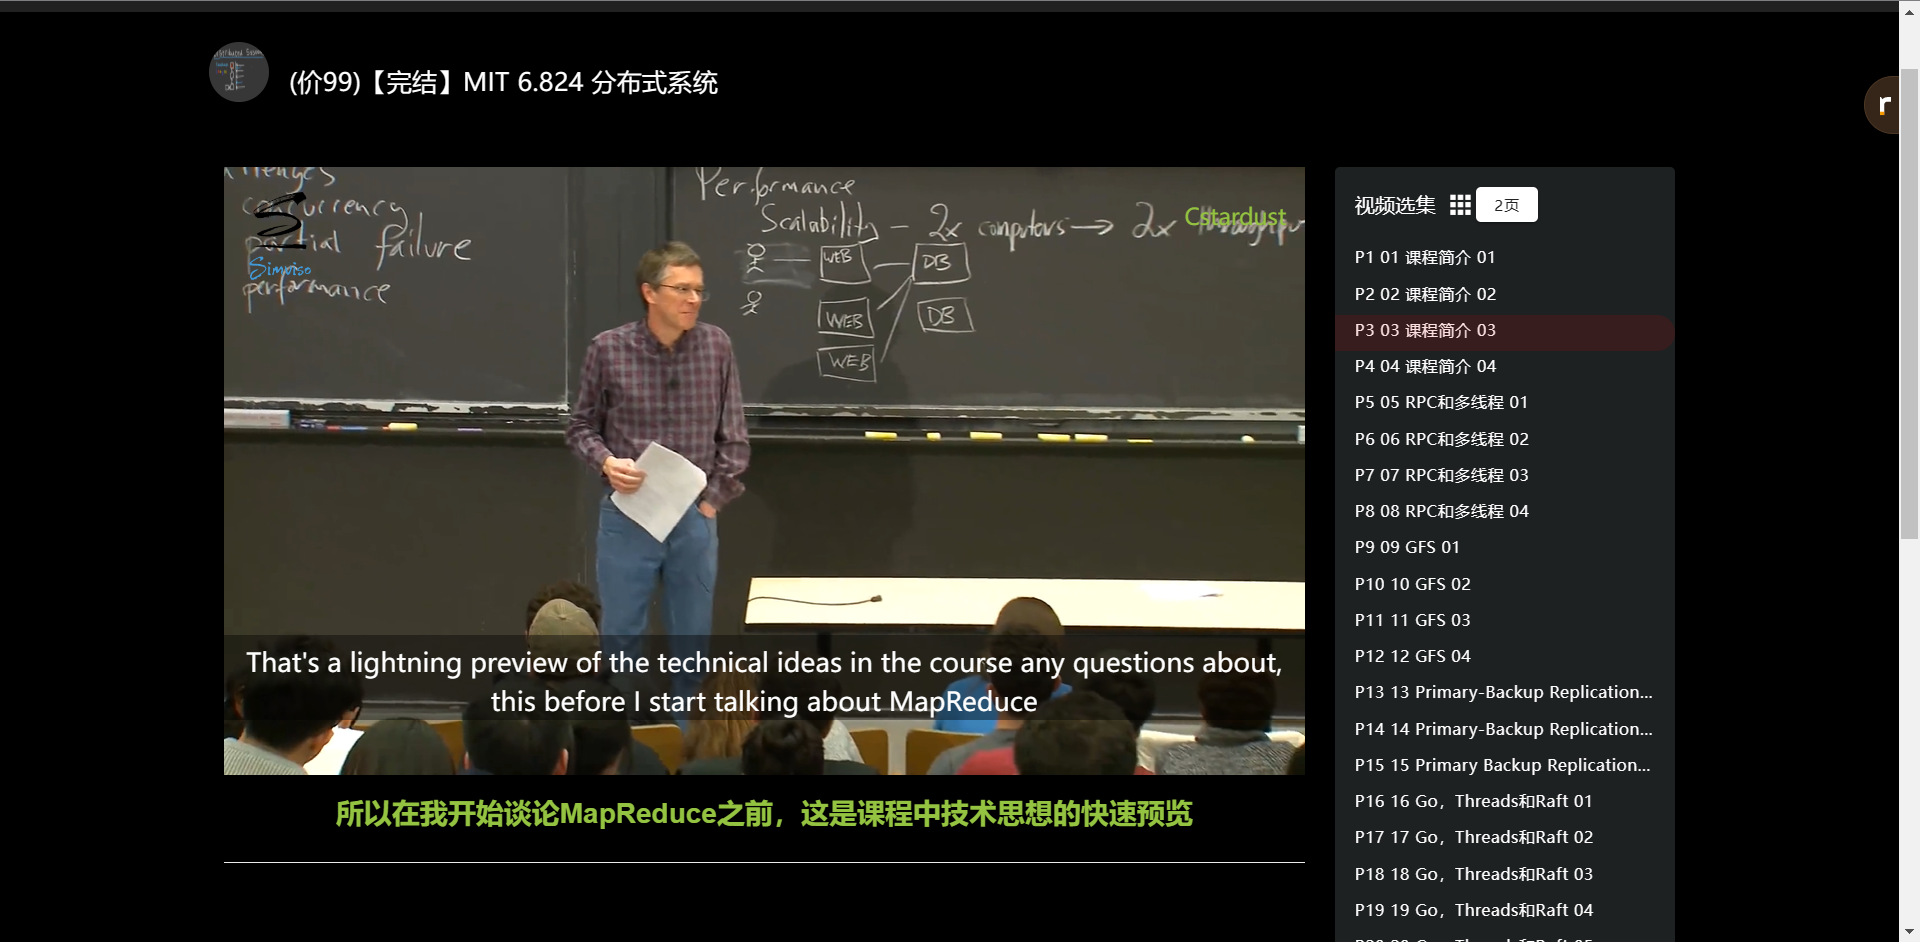 (价99)【完结】MIT 6.824 分布式系统
r
concurrency
partial failure
Simviso
performance
Performance
Cstardust
Scalability - 2x computers → 2x
WEB
DB
WEB
DB
WEB
That's a lightning preview of the technical ideas in the course any questions about,
this before I start talking about MapReduce
所以在我开始谈论MapReduce之前，这是课程中技术思想的快速预览
视频选集
2页
P1 01 课程简介 01
P2 02 课程简介 02
P3 03 课程简介 03
P4 04 课程简介 04
P5 05 RPC和多线程 01
P6 06 RPC和多线程 02
P7 07 RPC和多线程 03
P8 08 RPC和多线程 04
P9 09 GFS 01
P10 10 GFS 02
P11 11 GFS 03
P12 12 GFS 04
P13 13 Primary-Backup Replication...
P14 14 Primary-Backup Replication...
P15 15 Primary Backup Replication...
P16 16 Go，Threads和Raft 01
P17 17 Go，Threads和Raft 02
P18 18 Go，Threads和Raft 03
P19 19 Go，Threads和Raft 04